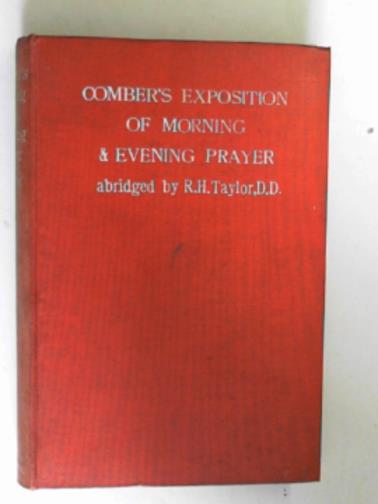 COMBER'S EXPOSITION
OF MORNING
& EVENING PRAYER
abridged by R.H.Taylor,D.D.